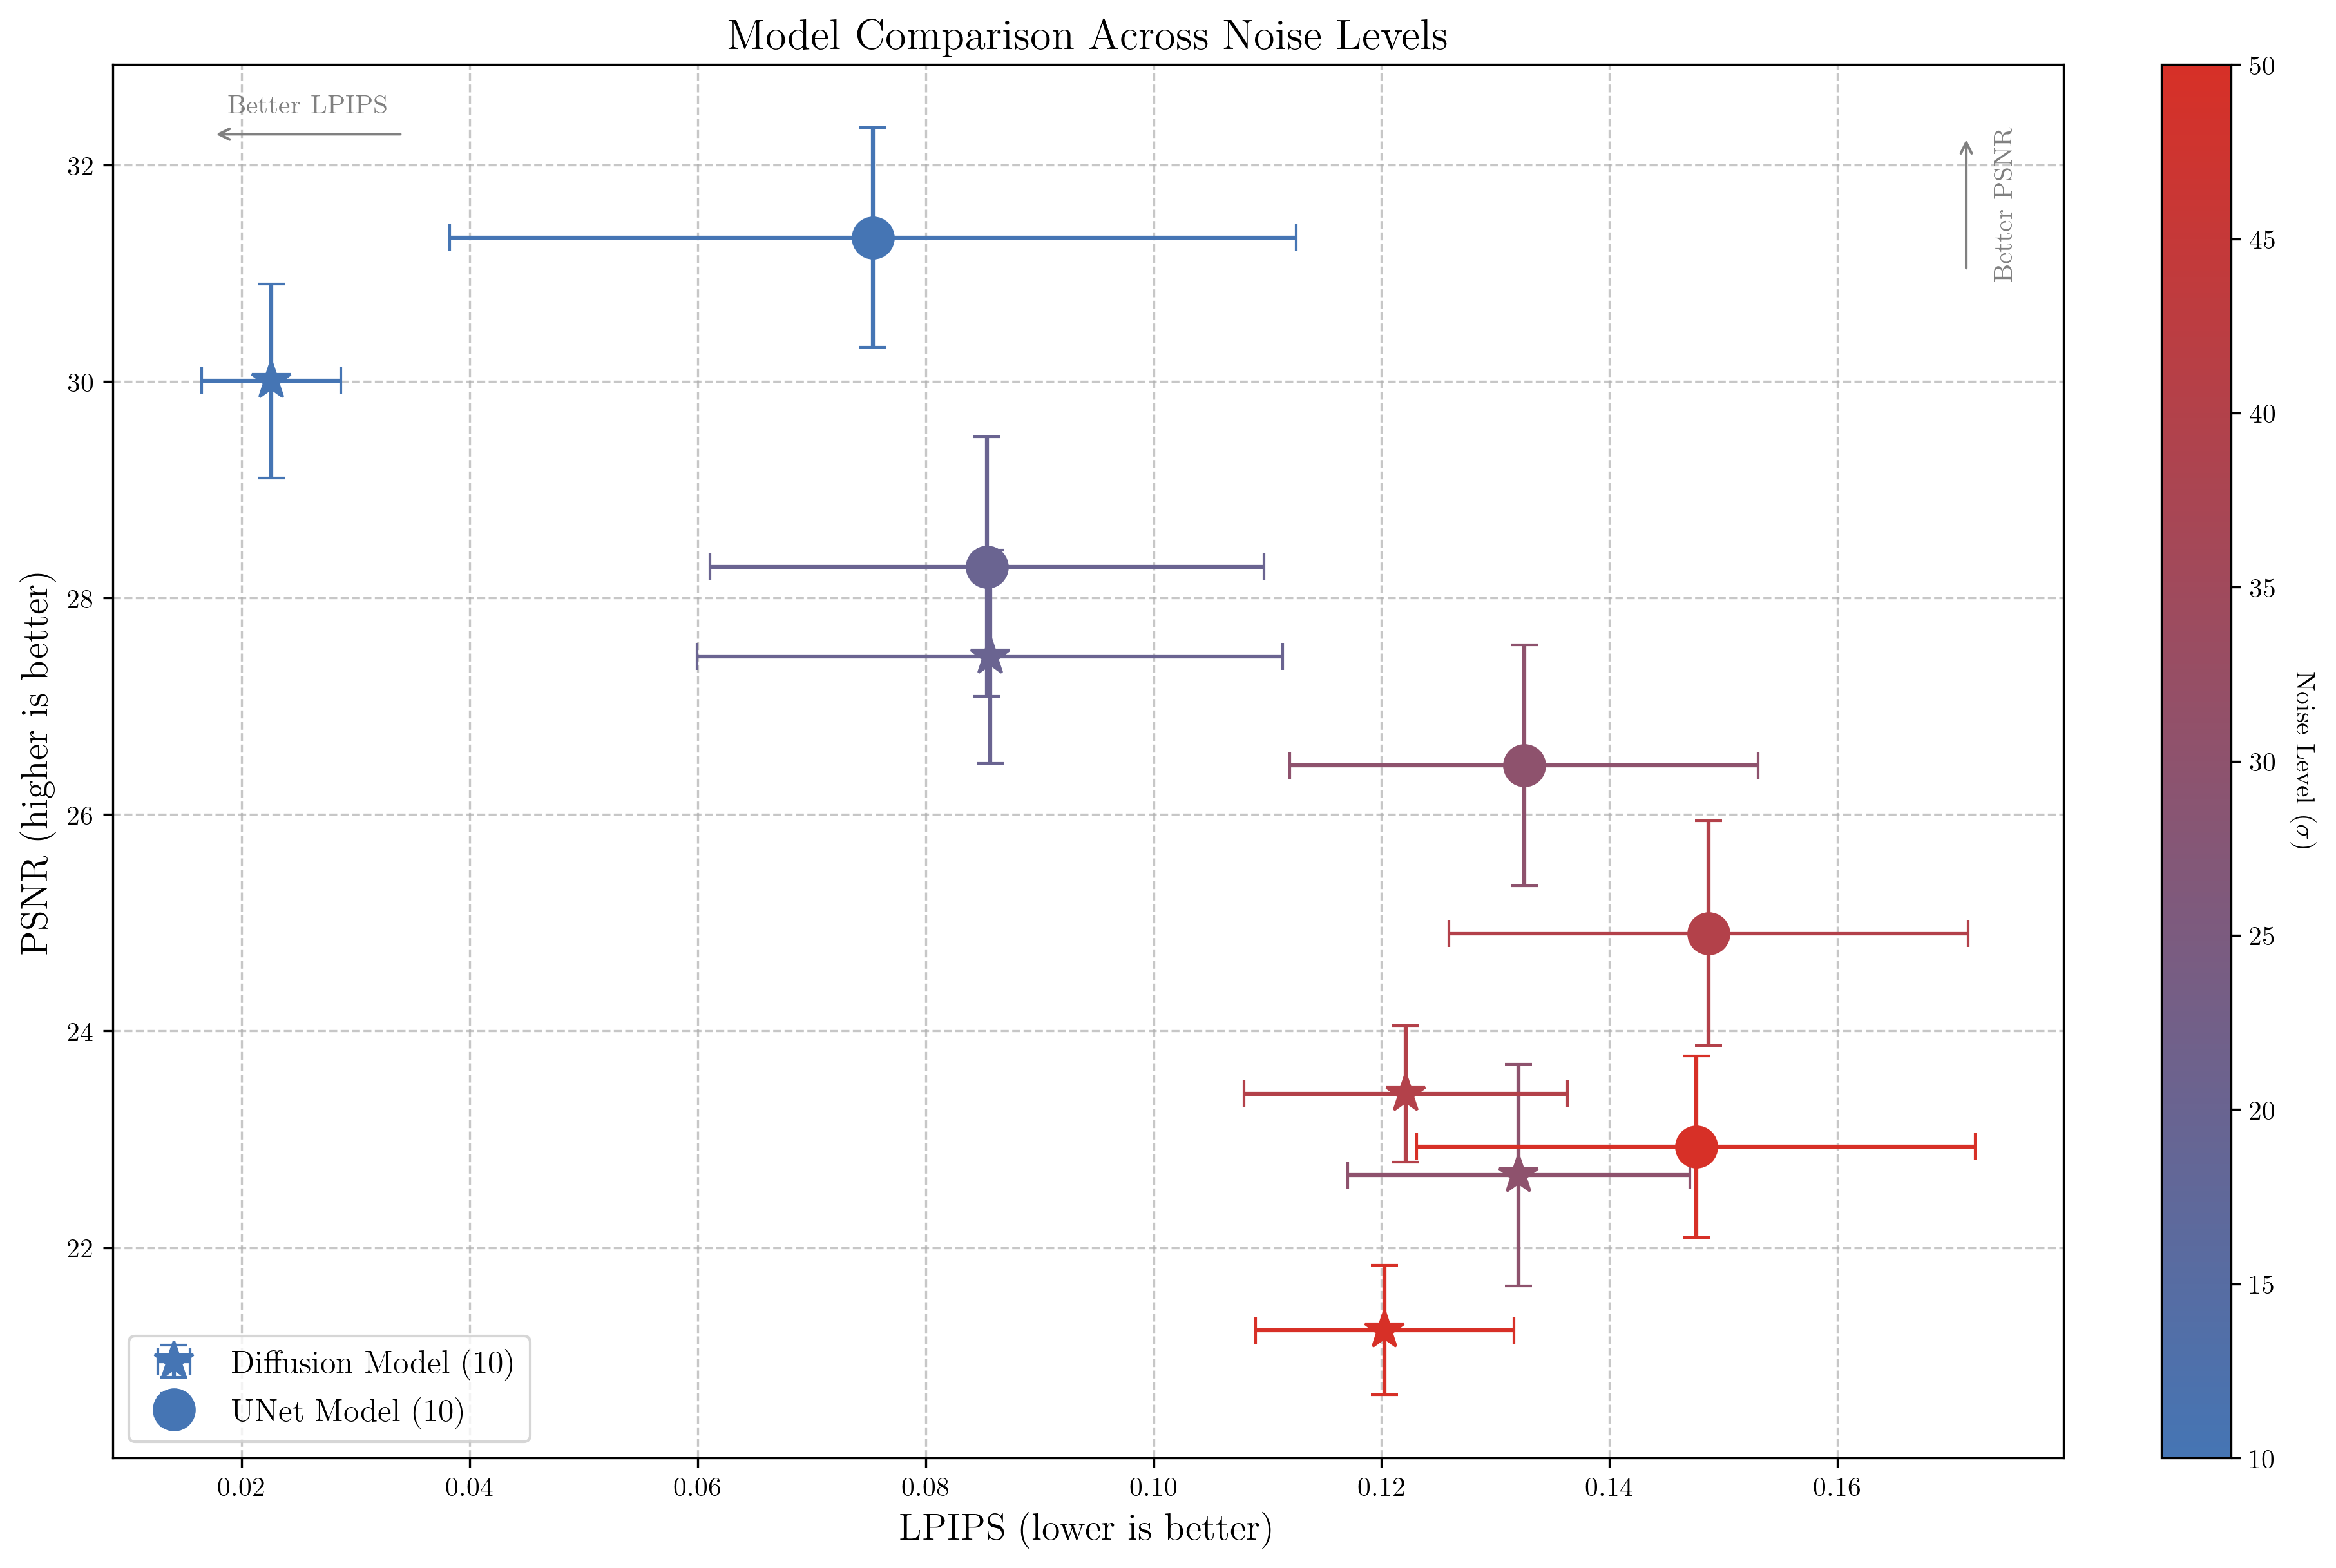 Model Comparison Across Noise Levels
Better LPIPS
Better PSNR
PSNR (higher is better)
32
30
28
26
24
22
0.02 0.04 0.06 0.08 0.10 0.12 0.14 0.16
LPIPS (lower is better)
Diffusion Model (10)
UNet Model (10)
50
45
40
35
30
25
20
15
10
Noise Level (σ)